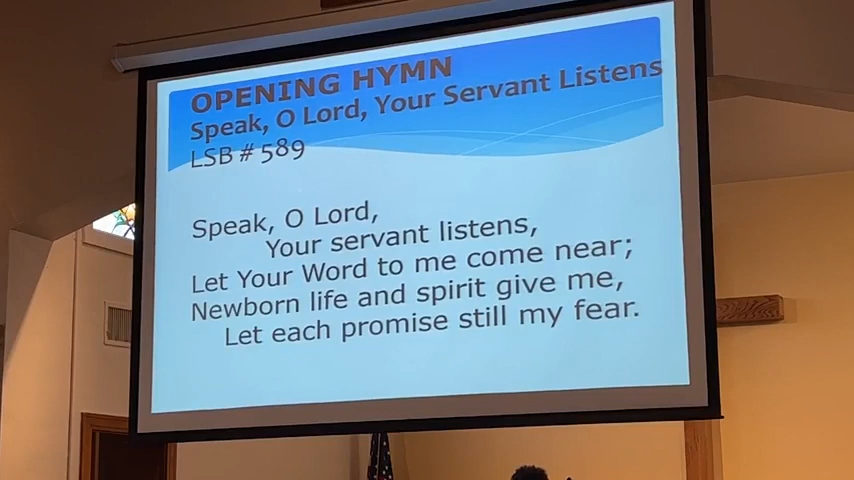 OPENING HYMN
Speak, O Lord, Your Servant Listens
LSB # 589
Speak, O Lord,
Your servant listens,
Let Your Word to me come near;
Newborn life and spirit give me,
Let each promise still my fear.